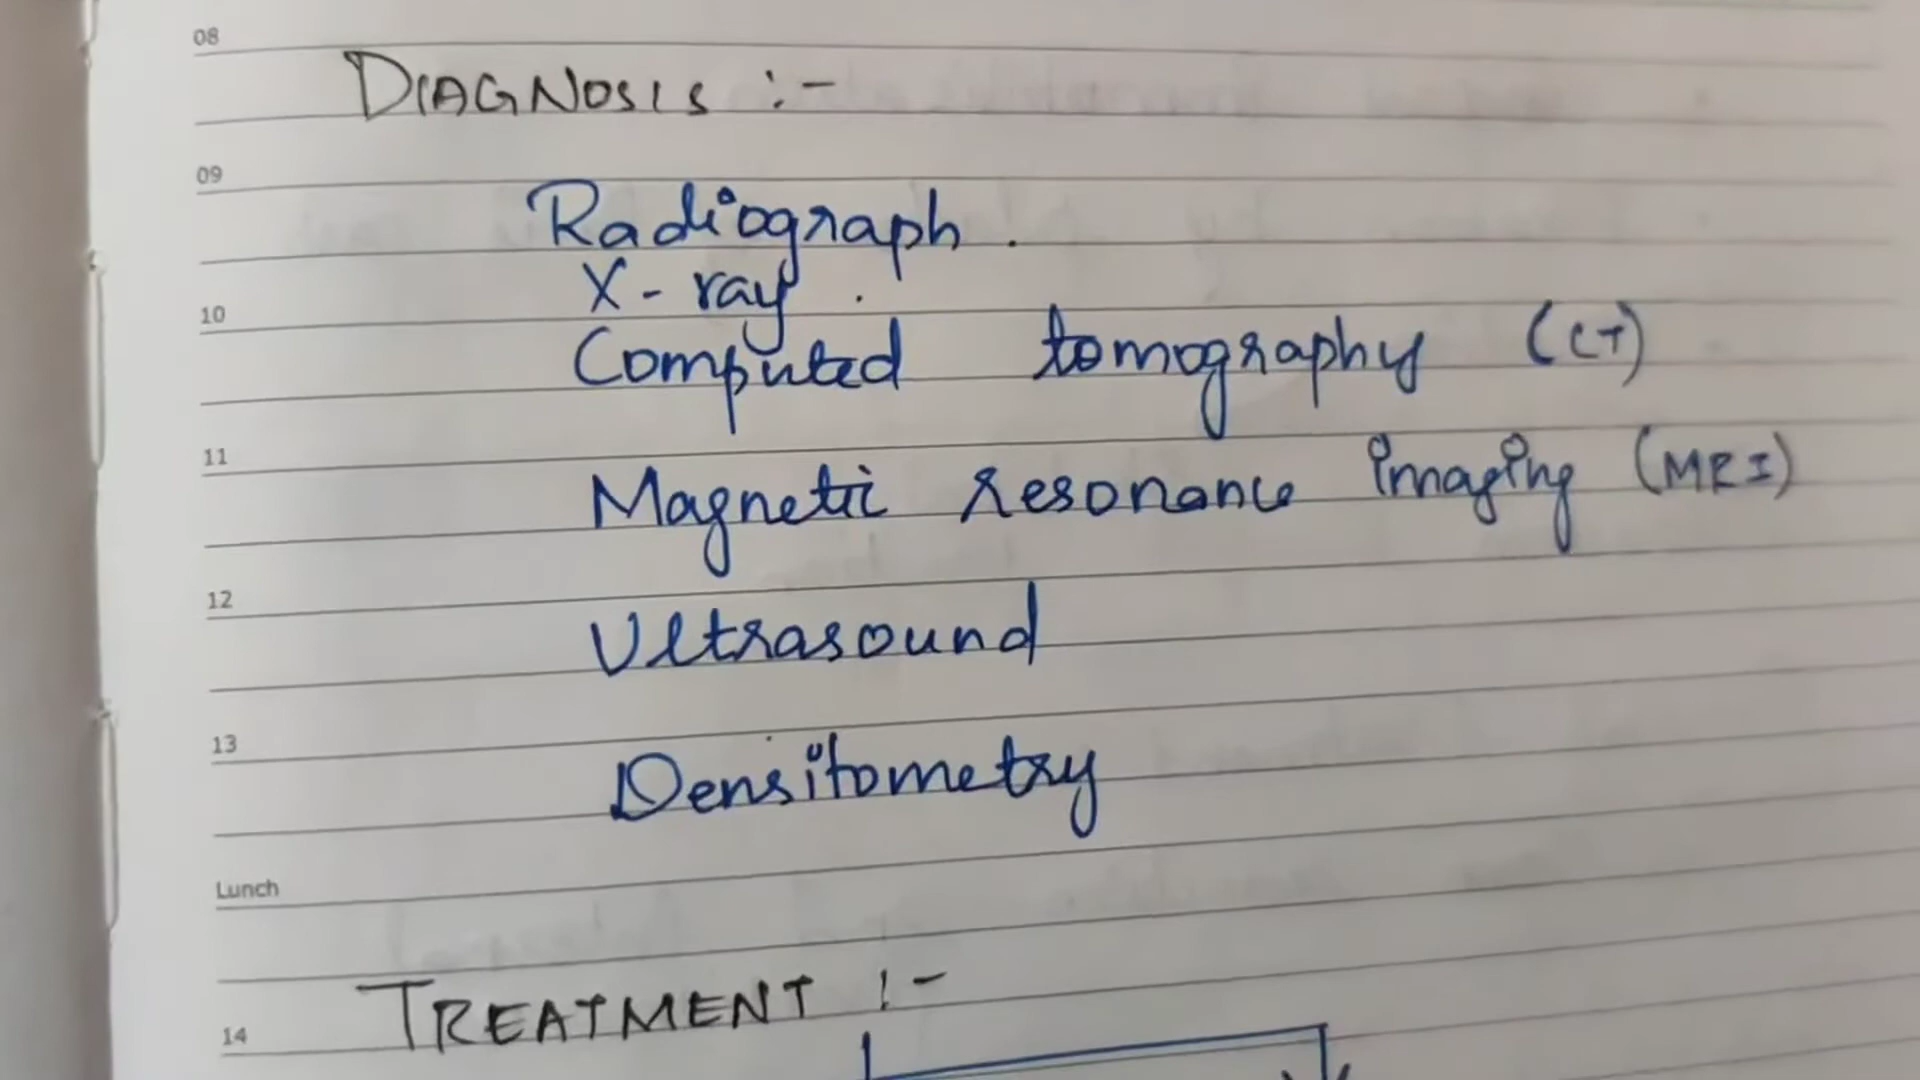 08
DIAGNOSIS :-
09
Radiograph.
X-ray.
10
Computed tomography (CT)
11
Magnetic resonance imaging (MRI)
12
Ultrasound
13
Densitometry
Lunch
TREATMENT :-
14